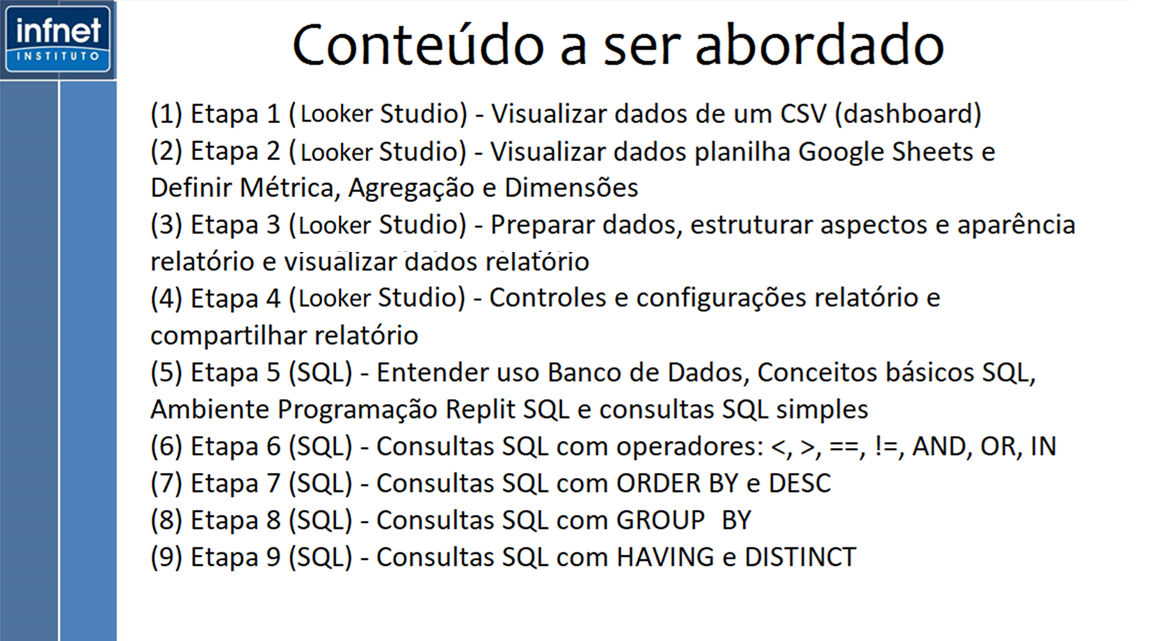 infnet
INSTITUTO
Conteúdo a ser abordado
(1) Etapa 1 (Looker Studio) - Visualizar dados de um CSV (dashboard)
(2) Etapa 2 (Looker Studio) - Visualizar dados planilha Google Sheets e
Definir Métrica, Agregação e Dimensões
(3) Etapa 3 (Looker Studio) - Preparar dados, estruturar aspectos e aparência
relatório e visualizar dados relatório
(4) Etapa 4 (Looker Studio) - Controles e configurações relatório e
compartilhar relatório
(5) Etapa 5 (SQL) - Entender uso Banco de Dados, Conceitos básicos SQL,
Ambiente Programação Replit SQL e consultas SQL simples
(6) Etapa 6 (SQL) - Consultas SQL com operadores: <, >, ==, !=, AND, OR, IN
(7) Etapa 7 (SQL) - Consultas SQL com ORDER BY e DESC
(8) Etapa 8 (SQL) - Consultas SQL com GROUP  BY
(9) Etapa 9 (SQL) - Consultas SQL com HAVING e DISTINCT